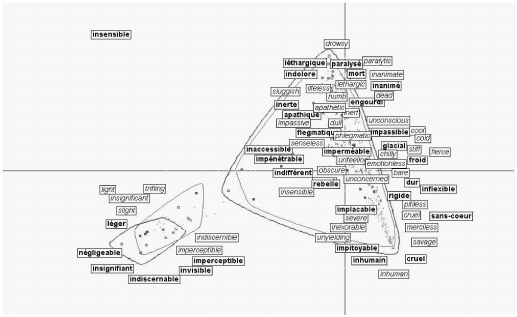 insensible
drowsy
léthargique paralysé paralytic
indolore mort inanimate
sluggish lifeless lethargic inanimé
numb dead
inerte engourdi
apathique apathetic inert
impassive dull unconscious
flegmatique phlegmatic impassible cool
senseless cold
inaccessible imperméable glacial stiff fierce
chilly
impénétrable unfeeling emotionless froid
indifférent obscure bare
rebelle unconcerned dur
insensible inflexible
light trifling rigide
insignificant pitiless
slight implacable cruel sans-coeur
severe
léger inexorable merciless
indiscernible unyielding savage
négligeable imperceptible impitoyable
imperceptible inhumain cruel
insignifiant invisible
indiscernable inhuman